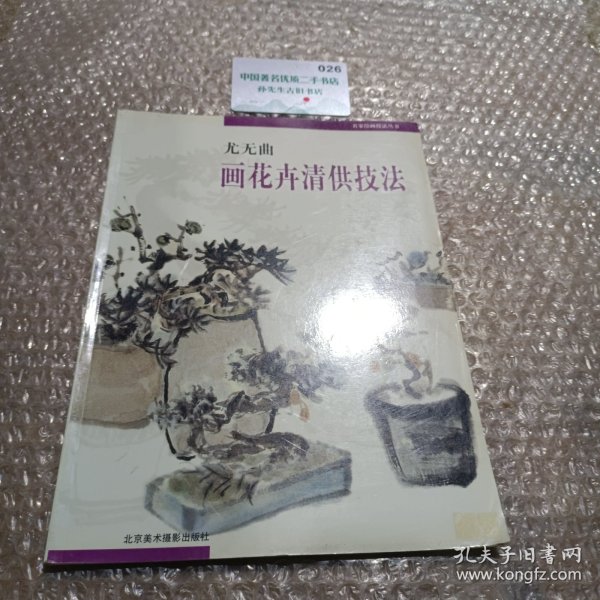 026
中国著名优质二手书店
孙先生古旧书店
名家绘画技法丛书
尤无曲
画花卉清供技法
北京美术摄影出版社
孔夫子旧书网
www.kongfz.com